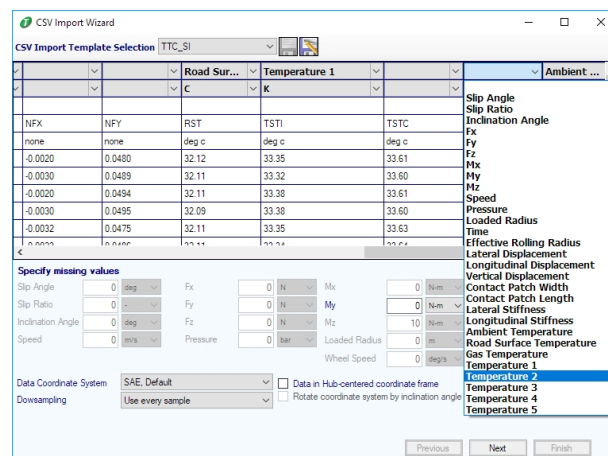 CSV Import Wizard
CSV Import Template Selection TTC_SI
Road Sur... Temperature 1 Ambient ...
C K
NFX NFY RST TSTI TSTC
none none deg c deg c deg c
-0.0020 0.0480 32.12 33.35 33.61
-0.0030 0.0489 32.11 33.32 33.60
-0.0020 0.0494 32.11 33.38 33.61
-0.0030 0.0495 32.09 33.38 33.60
-0.0032 0.0475 32.11 33.35 33.63
Slip Angle
Slip Ratio
Inclination Angle
Fx
Fy
Fz
Mx
My
Mz
Speed
Pressure
Loaded Radius
Time
Effective Rolling Radius
Lateral Displacement
Longitudinal Displacement
Vertical Displacement
Contact Patch Width
Contact Patch Length
Lateral Stiffness
Longitudinal Stiffness
Ambient Temperature
Road Surface Temperature
Gas Temperature
Temperature 1
Temperature 2
Temperature 3
Temperature 4
Temperature 5
Specify missing values
Slip Angle 0 deg Fx 0 N Mx 0 N-m
Slip Ratio 0 - Fy 0 N My 0 N-m
Inclination Angle 0 deg Fz 0 N Mz 10 N-m
Speed 0 m/s Pressure 0 bar Loaded Radius 0 m
Wheel Speed 0 deg/s
Data Coordinate System SAE, Default Data in Hub-centered coordinate frame
Dowsampling Use every sample Rotate coordinate system by inclination angle
Previous Next Finish